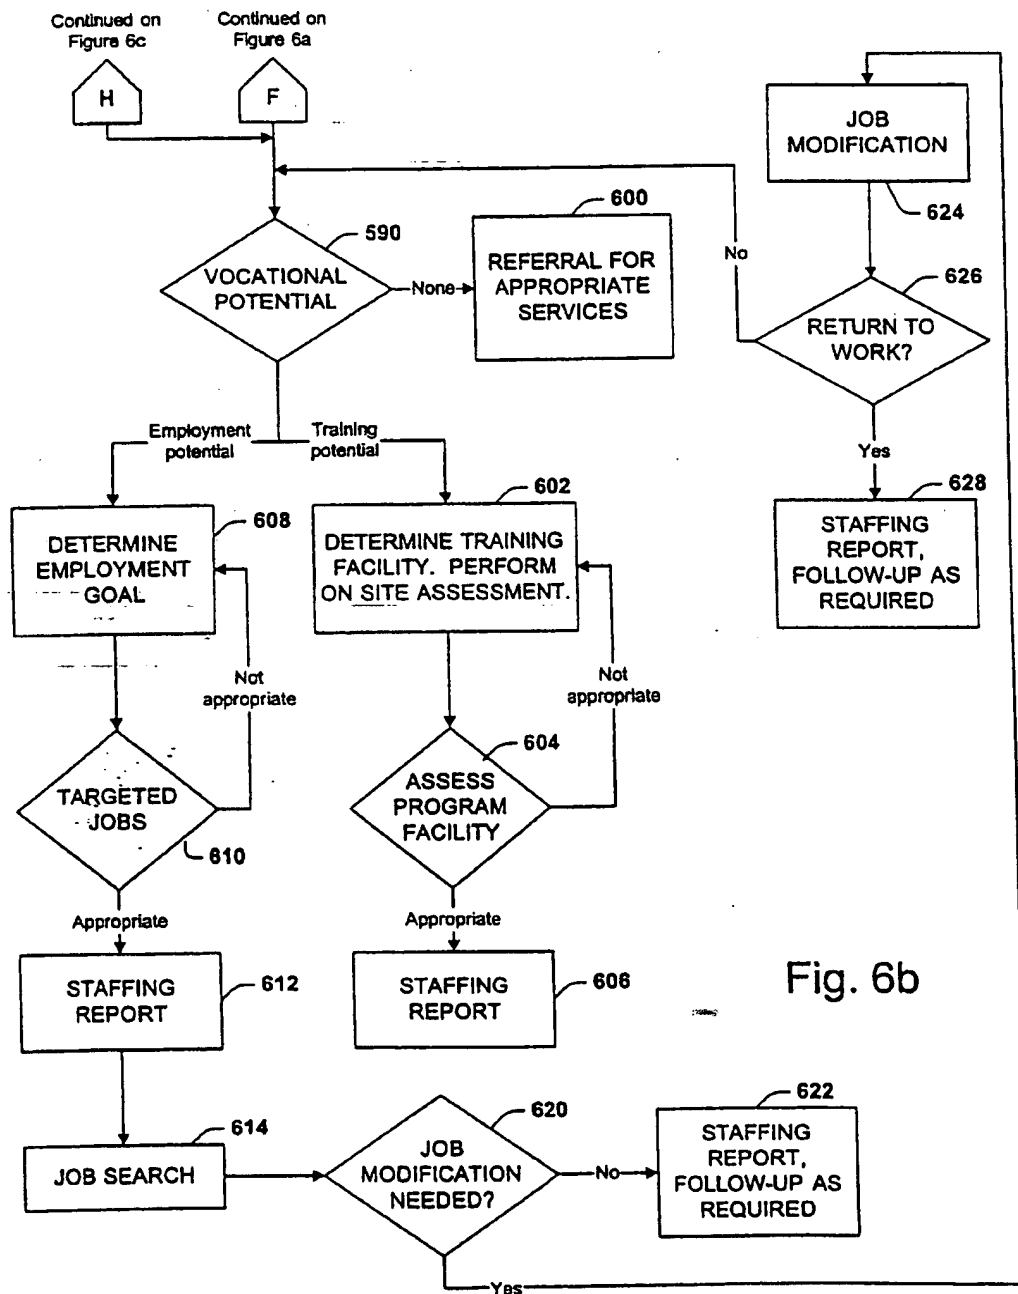 Continued on
Figure 6c
Continued on
Figure 6a
H
F
JOB
MODIFICATION
624
590
VOCATIONAL
POTENTIAL
None
600
REFERRAL FOR
APPROPRIATE
SERVICES
No
626
RETURN TO
WORK?
Yes
Employment
potential
Training
potential
608
DETERMINE
EMPLOYMENT
GOAL
602
DETERMINE TRAINING
FACILITY. PERFORM
ON SITE ASSESSMENT.
628
STAFFING
REPORT,
FOLLOW-UP AS
REQUIRED
Not
appropriate
Not
appropriate
TARGETED
JOBS
610
604
ASSESS
PROGRAM
FACILITY
Appropriate
Appropriate
STAFFING
REPORT
612
STAFFING
REPORT
606
Fig. 6b
614
JOB SEARCH
620
JOB
MODIFICATION
NEEDED?
No
622
STAFFING
REPORT,
FOLLOW-UP AS
REQUIRED
Yes